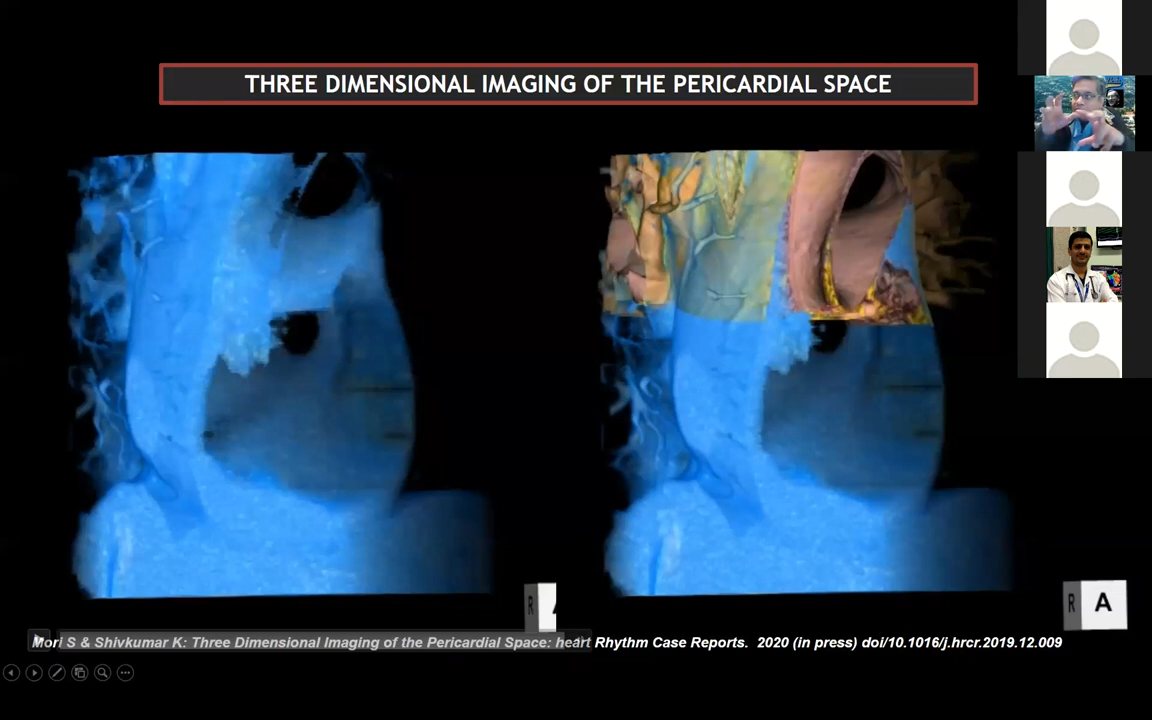 THREE DIMENSIONAL IMAGING OF THE PERICARDIAL SPACE
R
R A
Mori S & Shivkumar K: Three Dimensional Imaging of the Pericardial Space: heart Rhythm Case Reports. 2020 (in press) doi/10.1016/j.hrcr.2019.12.009